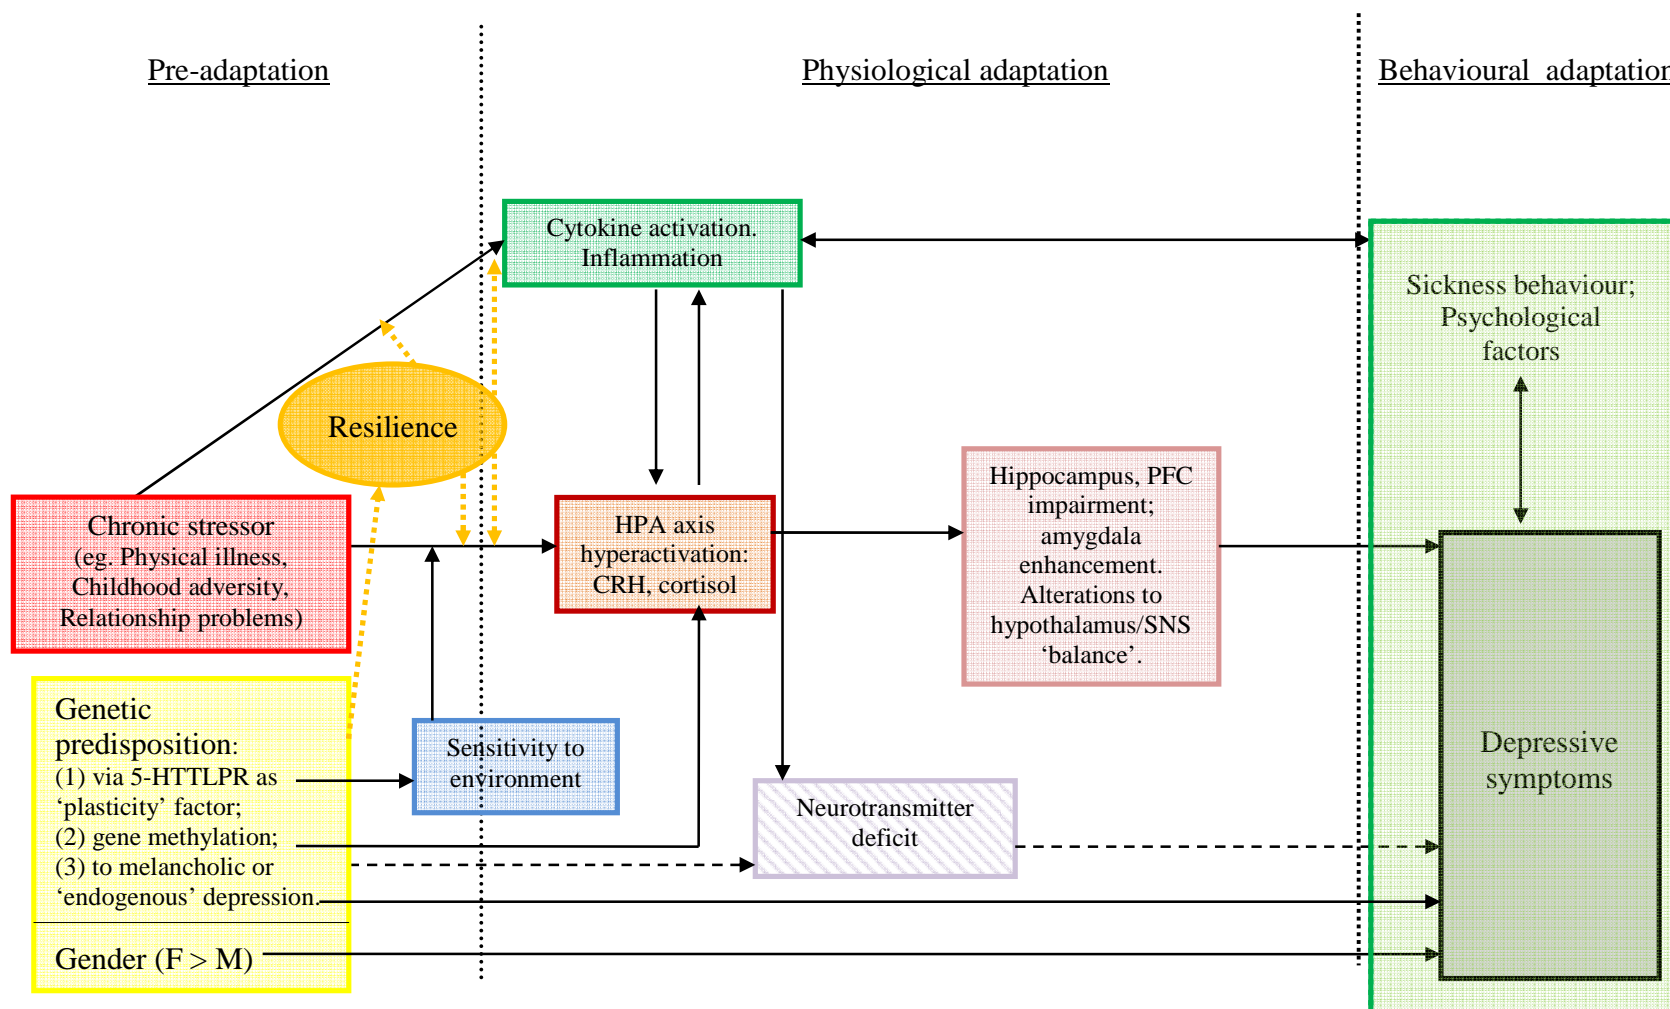 Pre-adaptation
Physiological adaptation
Behavioural  adaptation
Cytokine activation.
Inflammation
Sickness behaviour;
Psychological
factors
Resilience
Chronic stressor
(eg. Physical illness,
Childhood adversity,
Relationship problems)
HPA axis
hyperactivation:
CRH, cortisol
Hippocampus, PFC
impairment;
amygdala
enhancement.
Alterations to
hypothalamus/SNS
‘balance’.
Genetic
predisposition:
(1) via 5-HTTLPR as
‘plasticity’ factor;
(2) gene methylation;
(3) to melancholic or
‘endogenous’ depression.
Gender (F > M)
Sensitivity to
environment
Neurotransmitter
deficit
Depressive
symptoms